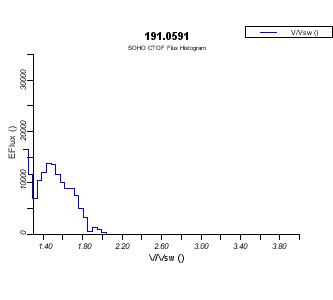 191.0591
SOHO CTOF Flux Histogram
V/Vsw ()
EFlux ()
30000
20000
10000
0
1.40 1.80 2.20 2.60 3.00 3.40 3.80
V/Vsw ()